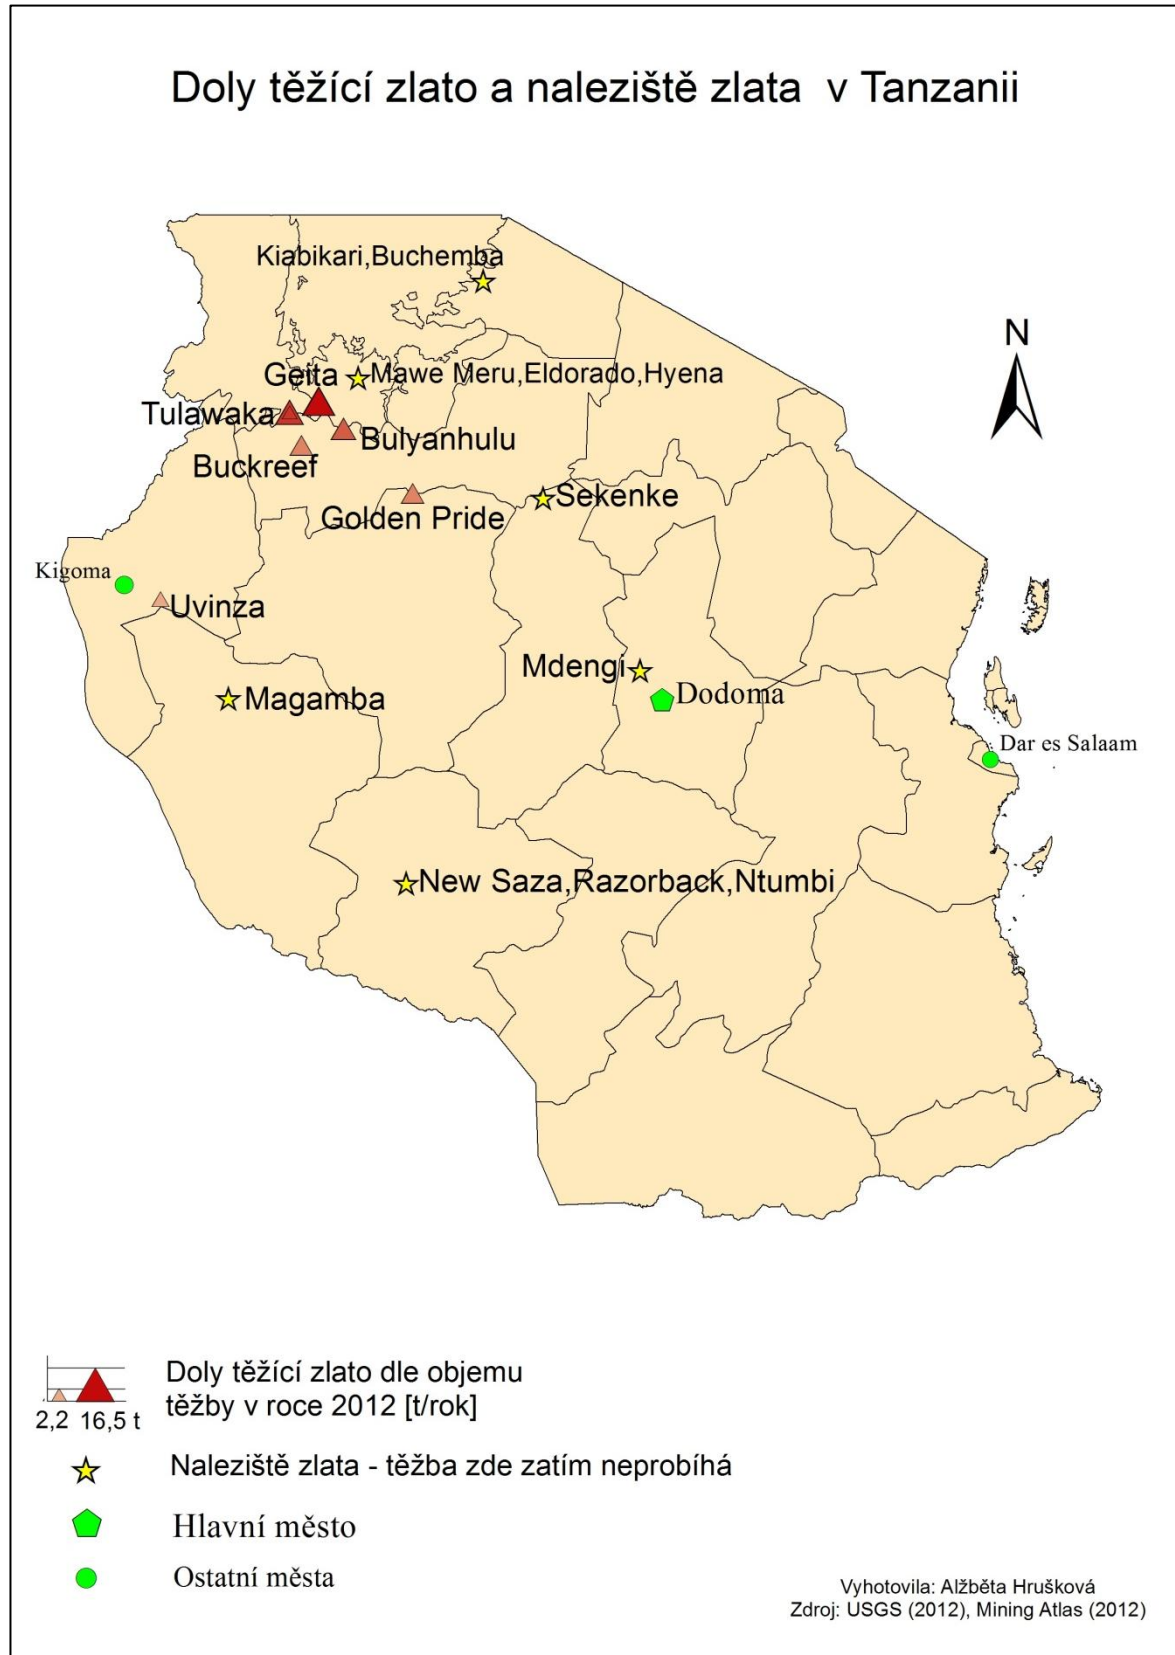 Doly těžící zlato a naleziště zlata v Tanzanii
Kiabikari,Buchemba
N
Geita
Mawe Meru,Eldorado,Hyena
Tulawaka
Bulyanhulu
Buckreef
Sekenke
Golden Pride
Kigoma
Uvinza
Mdengi
Magamba
Dodoma
Dar es Salaam
New Saza,Razorback,Ntumbi
Doly těžící zlato dle objemu
těžby v roce 2012 [t/rok]
2,2 16,5 t
Naleziště zlata - těžba zde zatím neprobíhá
Hlavní město
Ostatní města
Vyhotovila: Alžběta Hrušková
Zdroj: USGS (2012), Mining Atlas (2012)